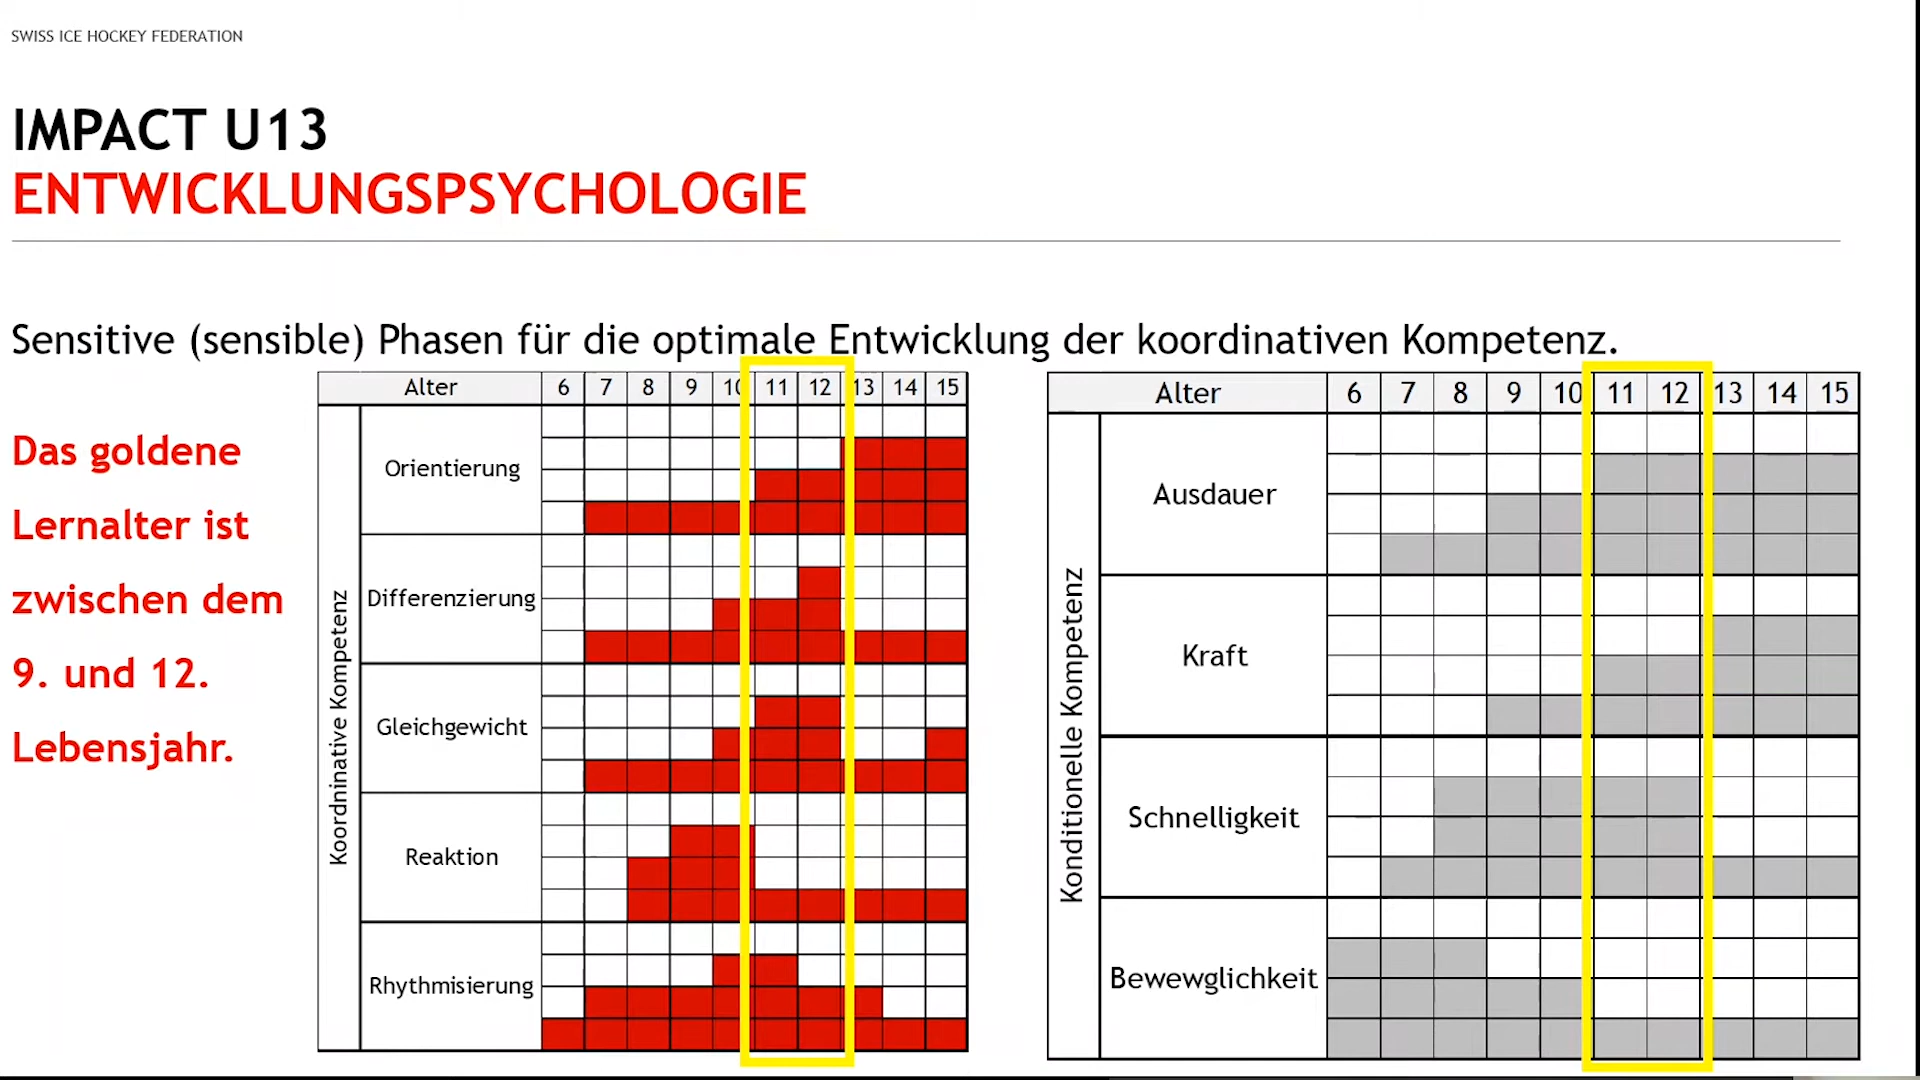 SWISS ICE HOCKEY FEDERATION
IMPACT U13
ENTWICKLUNGSPSYCHOLOGIE
Sensitive (sensible) Phasen für die optimale Entwicklung der koordinativen Kompetenz.
Das goldene
Lernalter ist
zwischen dem
9. und 12.
Lebensjahr.
Alter 6 7 8 9 10 11 12 13 14 15
Koordninative Kompetenz
Orientierung
Differenzierung
Gleichgewicht
Reaktion
Rhythmisierung
Alter 6 7 8 9 10 11 12 13 14 15
Konditionelle Kompetenz
Ausdauer
Kraft
Schnelligkeit
Bewewglichkeit